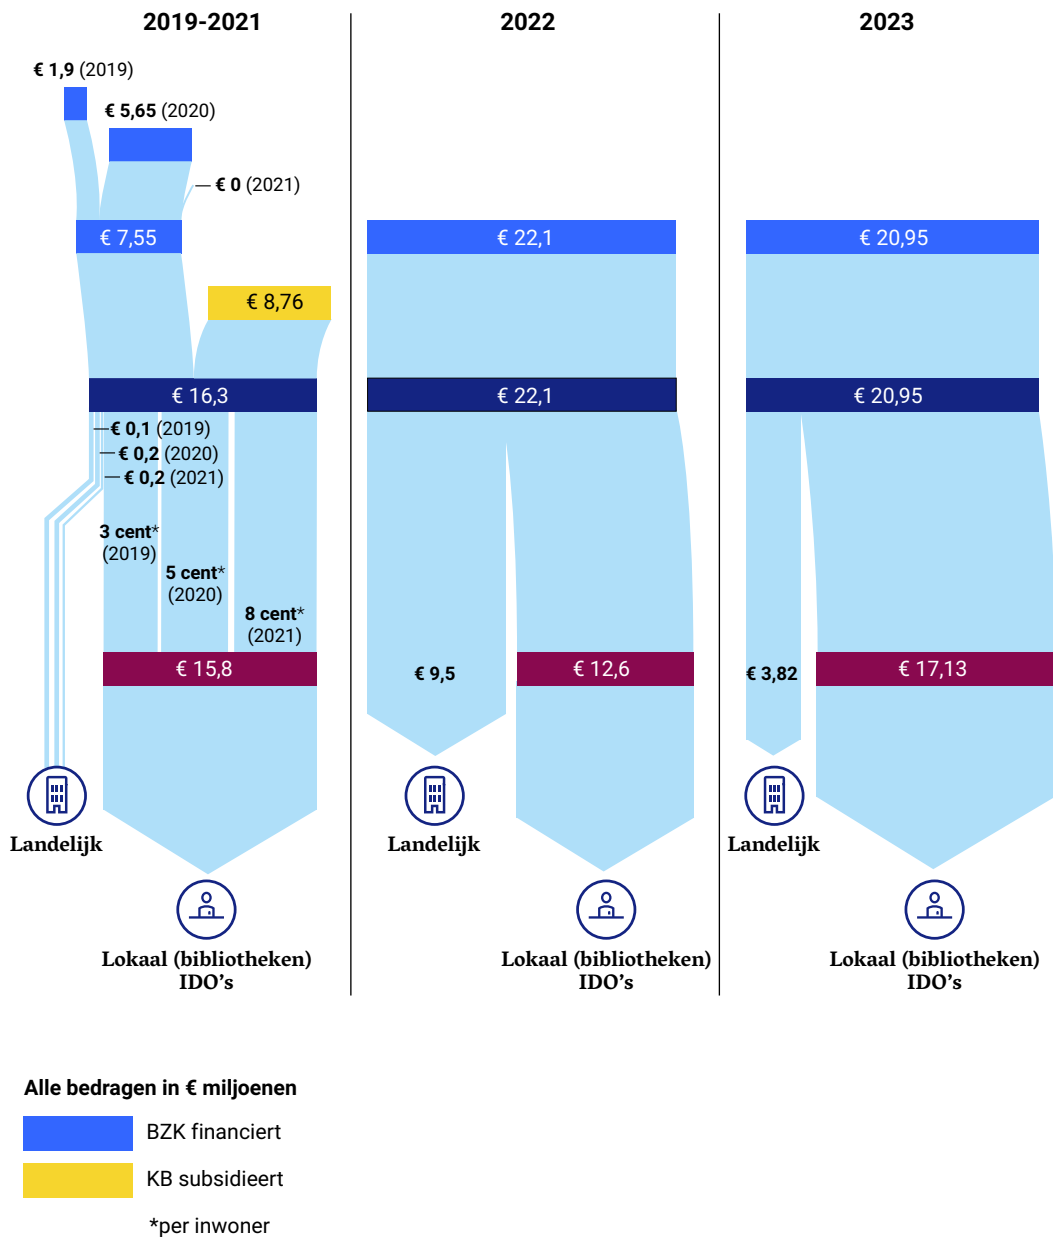 2019-2021
€ 1,9 (2019)
€ 5,65 (2020)
€ 0 (2021)
€ 7,55
€ 8,76
€ 16,3
€ 0,1 (2019)
€ 0,2 (2020)
€ 0,2 (2021)
3 cent*
(2019)
5 cent*
(2020)
8 cent*
(2021)
€ 15,8
Landelijk
Lokaal (bibliotheken)
IDO’s
2022
€ 22,1
€ 22,1
€ 9,5
€ 12,6
Landelijk
Lokaal (bibliotheken)
IDO’s
2023
€ 20,95
€ 20,95
€ 3,82
€ 17,13
Landelijk
Lokaal (bibliotheken)
IDO’s
Alle bedragen in € miljoenen
BZK financiert
KB subsidieert
*per inwoner